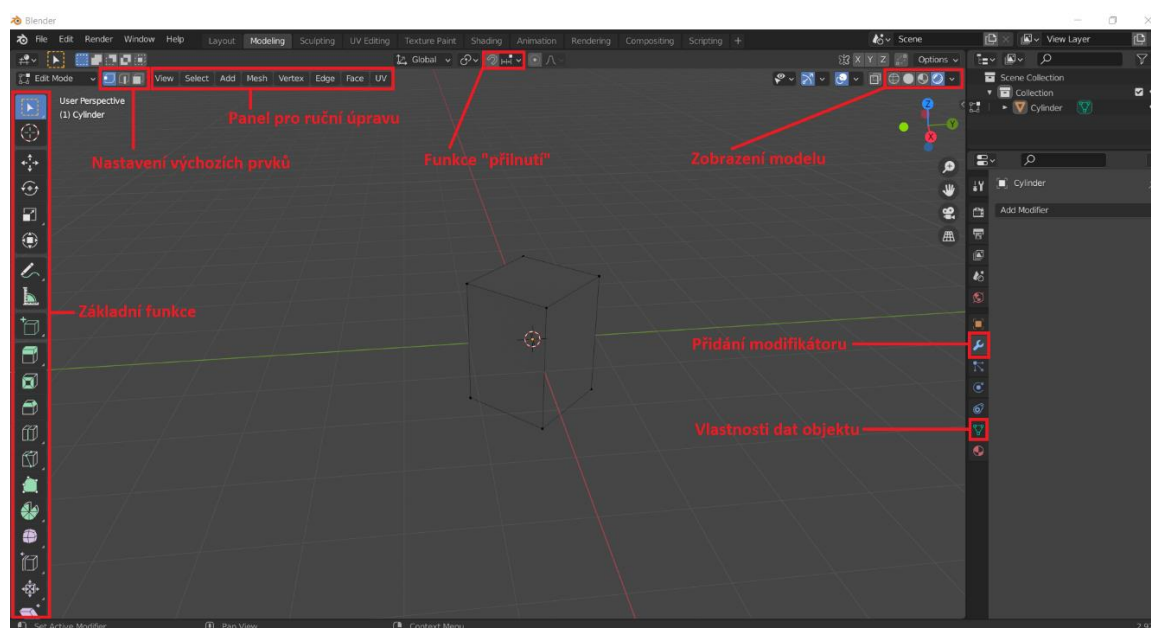 Blender
File Edit Render Window Help Layout Modeling Sculpting UV Editing Texture Paint Shading Animation Rendering Compositing Scripting + Scene View Layer
Global X Y Z Options
Edit Mode View Select Add Mesh Vertex Edge Face UV
Scene Collection
Collection
Cylinder
User Perspective
(1) Cylinder
Panel pro ruční úpravu
Nastavení výchozích prvků
Funkce "přilnutí"
Zobrazení modelu
Z
Y
X
Cylinder
Add Modifier
Základní funkce
Přidání modifikátoru
Vlastnosti dat objektu
Set Active Modifier Pan View Context Menu